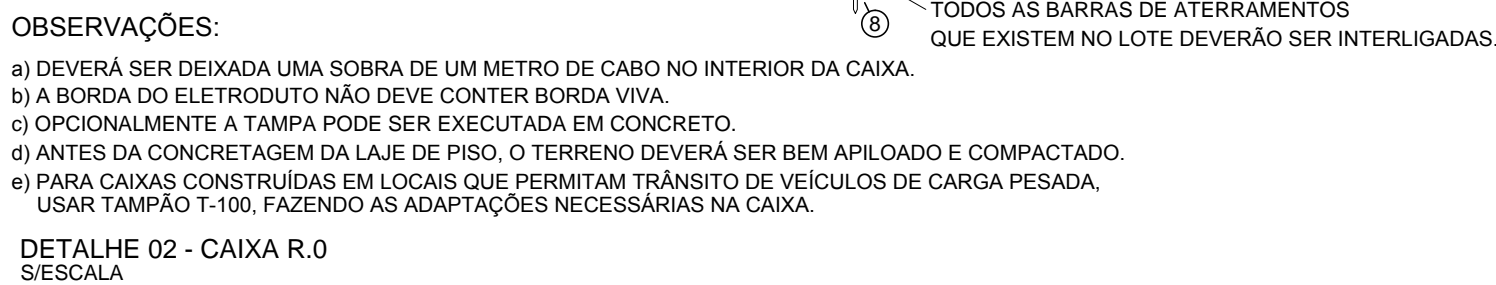 TODOS AS BARRAS DE ATERRAMENTOS
QUE EXISTEM NO LOTE DEVERÃO SER INTERLIGADAS.
8
OBSERVAÇÕES:
a) DEVERÁ SER DEIXADA UMA SOBRA DE UM METRO DE CABO NO INTERIOR DA CAIXA.
b) A BORDA DO ELETRODUTO NÃO DEVE CONTER BORDA VIVA.
c) OPCIONALMENTE A TAMPA PODE SER EXECUTADA EM CONCRETO.
d) ANTES DA CONCRETAGEM DA LAJE DE PISO, O TERRENO DEVERÁ SER BEM APILOADO E COMPACTADO.
e) PARA CAIXAS CONSTRUÍDAS EM LOCAIS QUE PERMITAM TRÂNSITO DE VEÍCULOS DE CARGA PESADA,
USAR TAMPÃO T-100, FAZENDO AS ADAPTAÇÕES NECESSÁRIAS NA CAIXA.
DETALHE 02 - CAIXA R.0
S/ESCALA